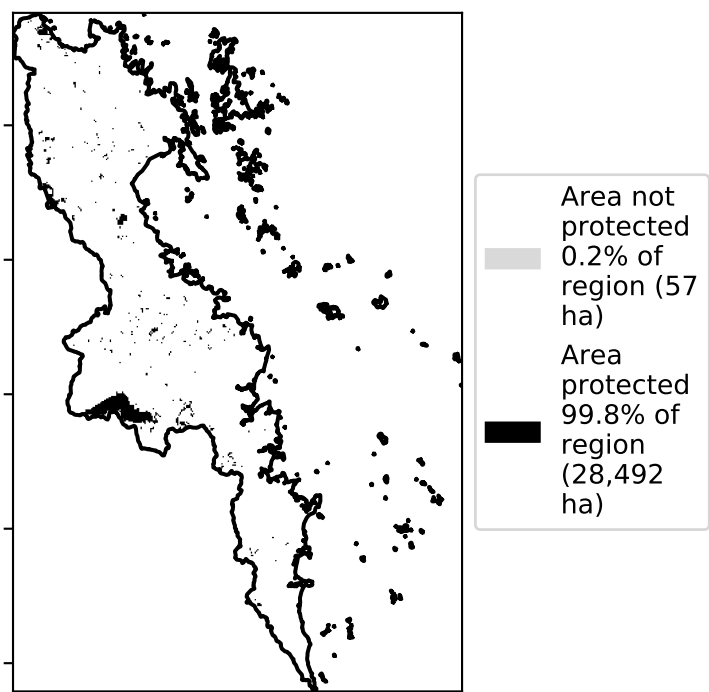 Area not
protected
0.2% of
region (57
ha)
Area
protected
99.8% of
region
(28,492
ha)